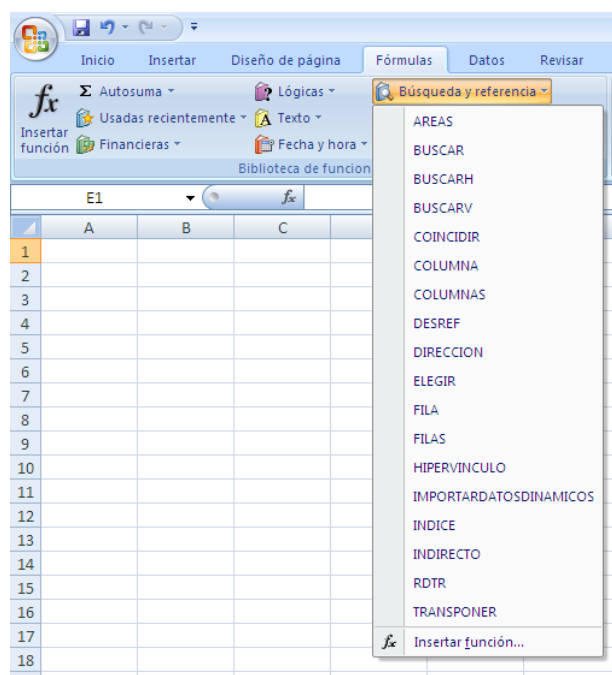 Inicio Insertar Diseño de página Fórmulas Datos Revisar
fx Σ Autosuma Lógicas Búsqueda y referencia
Insertar función Usadas recientemente A Texto
Financieras Fecha y hora
Biblioteca de funcion
E1 fx
A B C
1
2
3
4
5
6
7
8
9
10
11
12
13
14
15
16
17
18
AREAS
BUSCAR
BUSCARH
BUSCARV
COINCIDIR
COLUMNA
COLUMNAS
DESREF
DIRECCION
ELEGIR
FILA
FILAS
HIPERVINCULO
IMPORTARDATOSDINAMICOS
INDICE
INDIRECTO
RDTR
TRANSPONER
fx Insertar función...